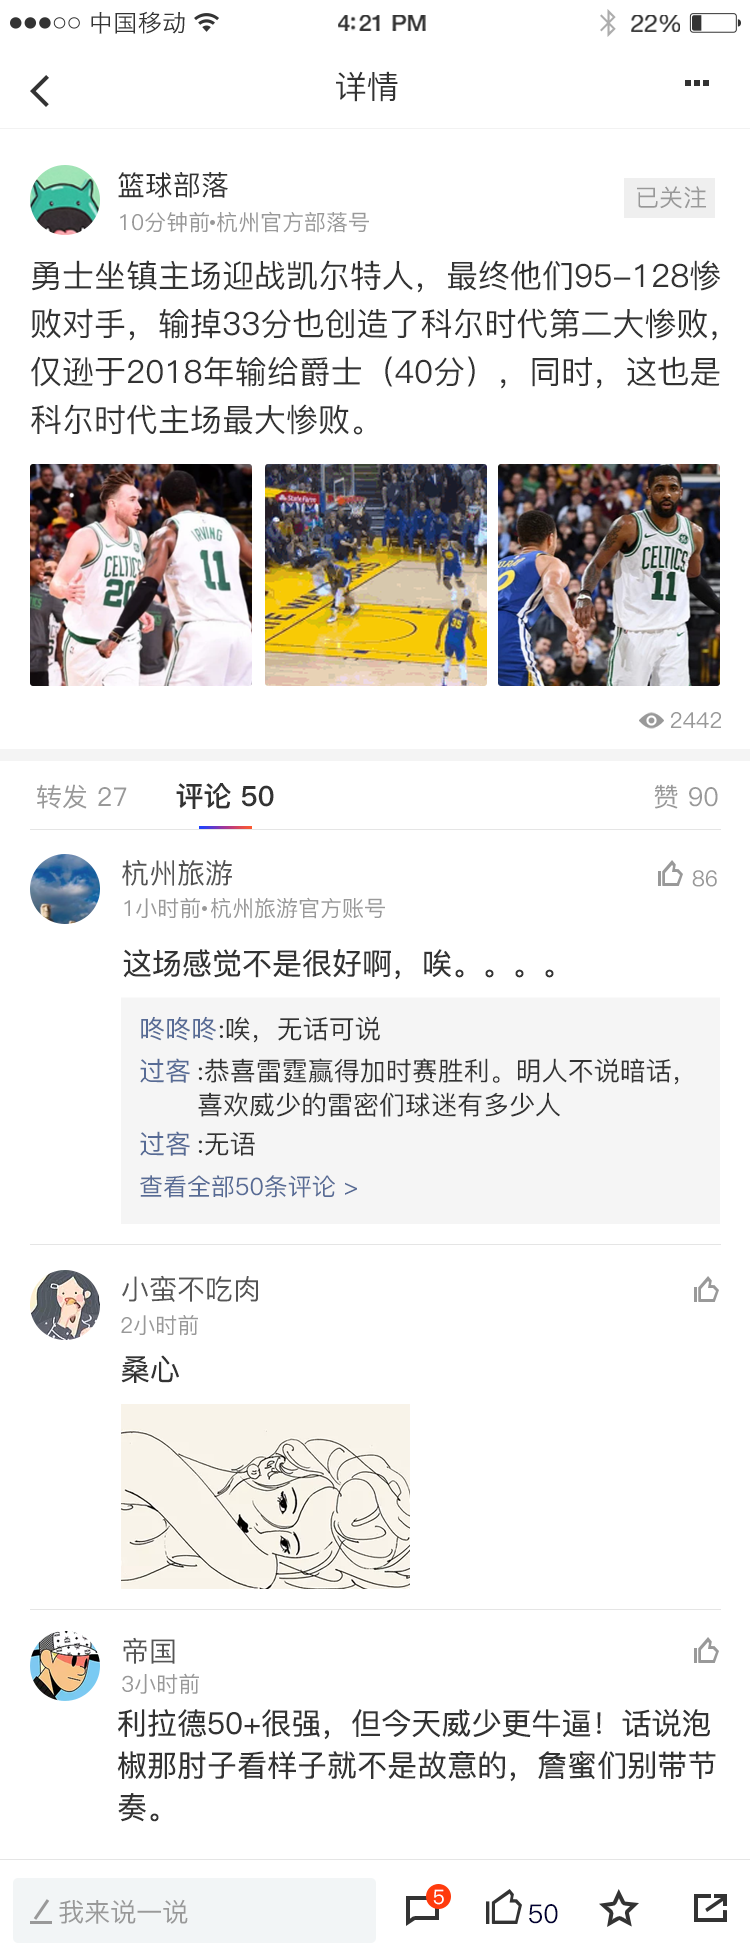 中国移动
4:21 PM
22%
详情
篮球部落
已关注
10分钟前•杭州官方部落号
勇士坐镇主场迎战凯尔特人，最终他们95-128惨
败对手，输掉33分也创造了科尔时代第二大惨败，
仅逊于2018年输给爵士（40分），同时，这也是
科尔时代主场最大惨败。
CELTICS
20
IRVING
11
StateFarm
35
CELTICS
11
2442
转发 27
评论 50
赞 90
杭州旅游
86
1小时前•杭州旅游官方账号
这场感觉不是很好啊，唉。。。。
咚咚咚:唉，无话可说
过客 :恭喜雷霆赢得加时赛胜利。明人不说暗话，
喜欢威少的雷密们球迷有多少人
过客 :无语
查看全部50条评论 >
小蛮不吃肉
2小时前
桑心
帝国
3小时前
利拉德50+很强，但今天威少更牛逼！话说泡
椒那肘子看样子就不是故意的，詹蜜们别带节
奏。
我来说一说
5
50